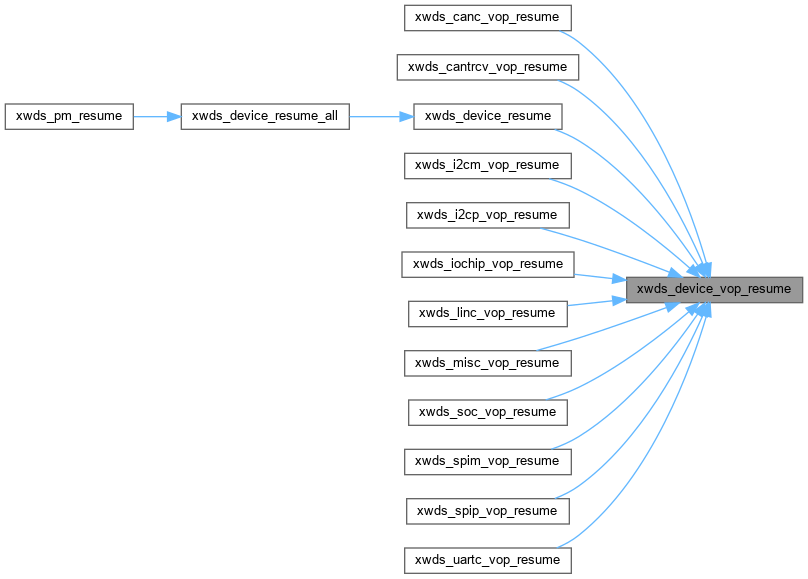 xwds_canc_vop_resume
xwds_cantrcv_vop_resume
xwds_pm_resume
xwds_device_resume_all
xwds_device_resume
xwds_i2cm_vop_resume
xwds_i2cp_vop_resume
xwds_iochip_vop_resume
xwds_device_vop_resume
xwds_linc_vop_resume
xwds_misc_vop_resume
xwds_soc_vop_resume
xwds_spim_vop_resume
xwds_spip_vop_resume
xwds_uartc_vop_resume